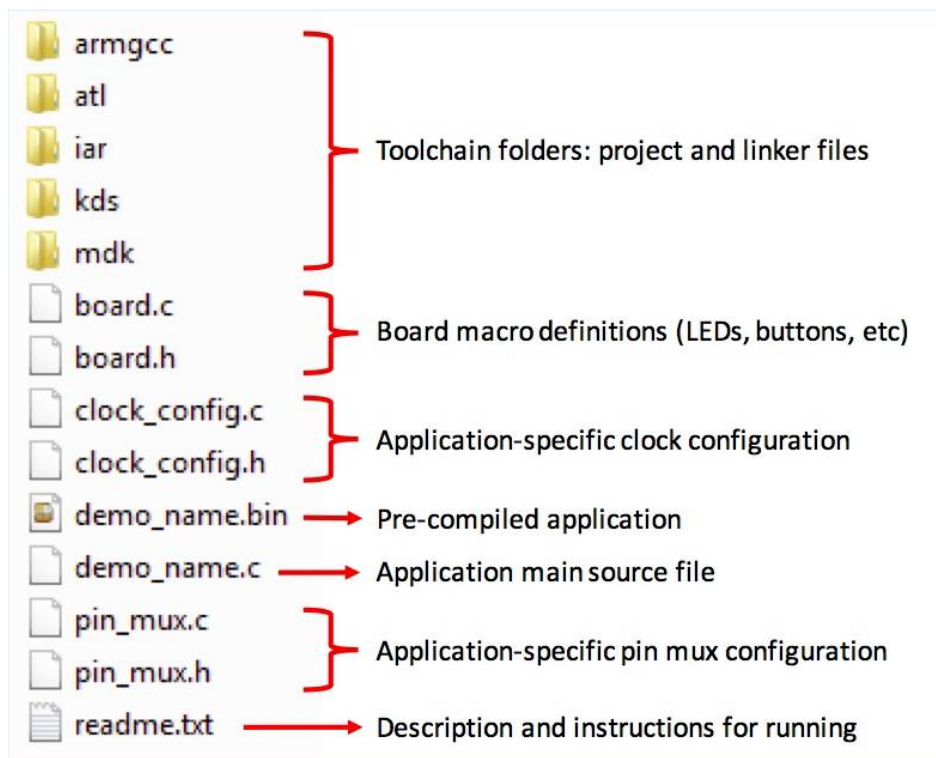 armgcc
atl
iar
kds
mdk
Toolchain folders: project and linker files
board.c
board.h
Board macro definitions (LEDs, buttons, etc)
clock_config.c
clock_config.h
Application-specific clock configuration
demo_name.bin
Pre-compiled application
demo_name.c
Application main source file
pin_mux.c
pin_mux.h
Application-specific pin mux configuration
readme.txt
Description and instructions for running